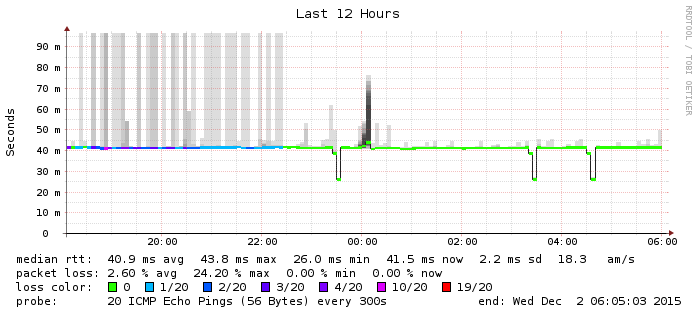 Last 12 Hours
RRDTOOL / TOBI OETIKER
Seconds
90 m
80 m
70 m
60 m
50 m
40 m
30 m
20 m
10 m
0
20:00 22:00 00:00 02:00 04:00 06:00
median rtt: 40.9 ms avg 43.8 ms max 26.0 ms min 41.5 ms now 2.2 ms sd 18.3 am/s
packet loss: 2.60 % avg 24.20 % max 0.00 % min 0.00 % now
loss color: 0 1/20 2/20 3/20 4/20 10/20 19/20
probe: 20 ICMP Echo Pings (56 Bytes) every 300s end: Wed Dec 2 06:05:03 2015